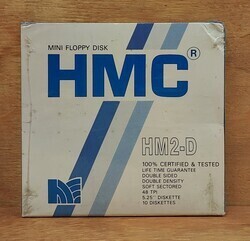 MINI FLOPPY DISK
HMC®
HM2-D
100% CERTIFIED & TESTED
LIFE TIME GUARANTEE
DOUBLE SIDED
DOUBLE DENSITY
SOFT SECTORED
48 TPI
5.25" DISKETTE
10 DISKETTES